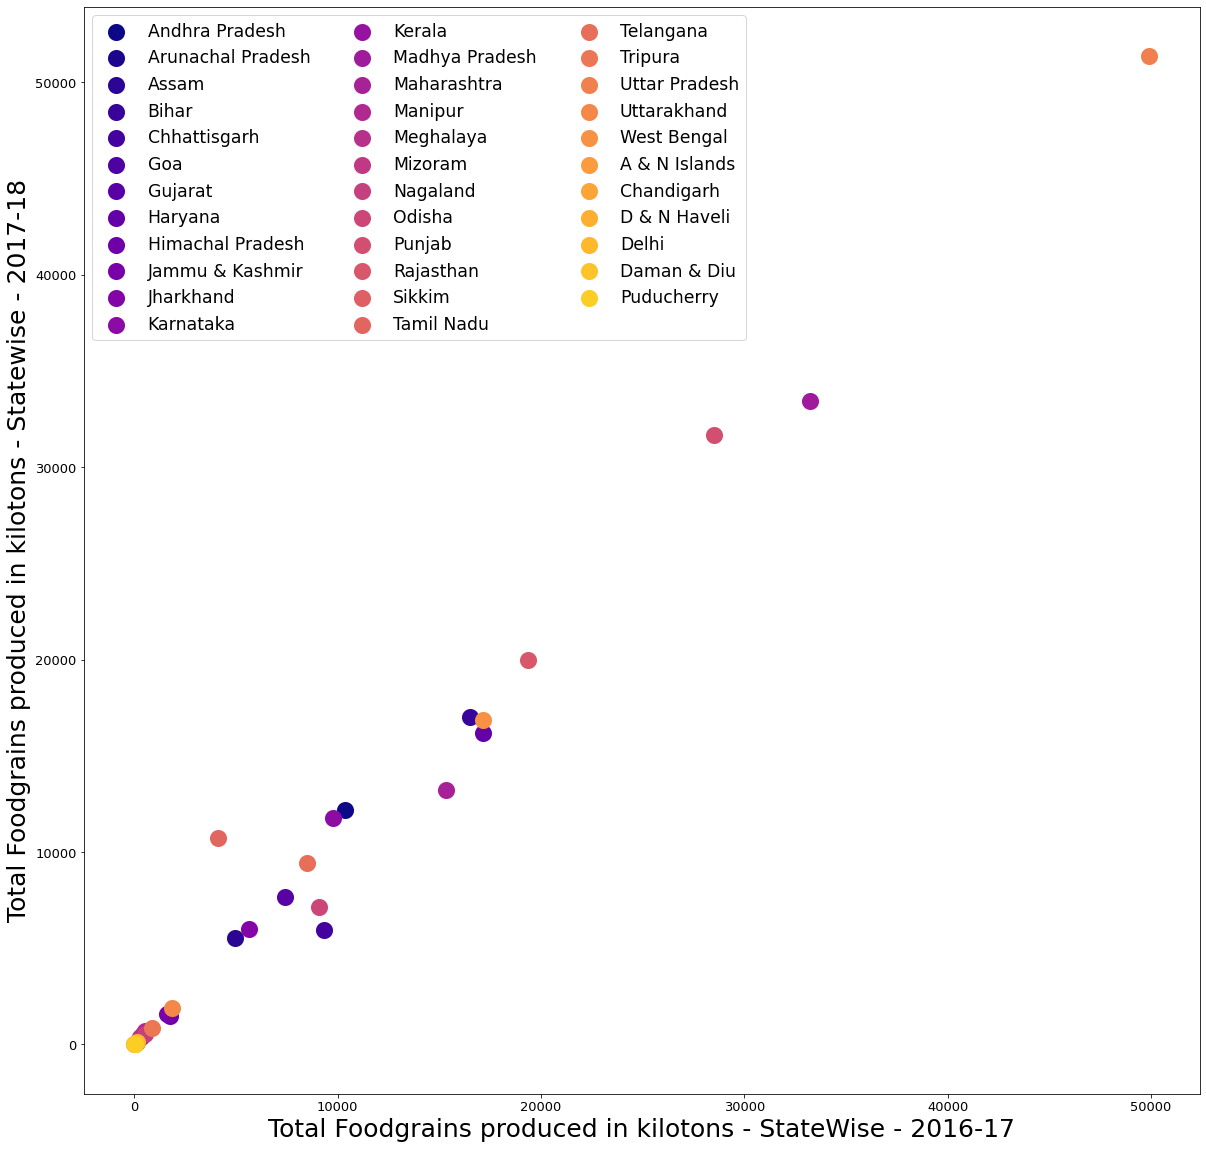 Andhra Pradesh
Arunachal Pradesh
Assam
Bihar
Chhattisgarh
Goa
Gujarat
Haryana
Himachal Pradesh
Jammu & Kashmir
Jharkhand
Karnataka
Kerala
Madhya Pradesh
Maharashtra
Manipur
Meghalaya
Mizoram
Nagaland
Odisha
Punjab
Rajasthan
Sikkim
Tamil Nadu
Telangana
Tripura
Uttar Pradesh
Uttarakhand
West Bengal
A & N Islands
Chandigarh
D & N Haveli
Delhi
Daman & Diu
Puducherry
Total Foodgrains produced in kilotons - Statewise - 2017-18
50000
40000
30000
20000
10000
0
0
10000
20000
30000
40000
50000
Total Foodgrains produced in kilotons - StateWise - 2016-17